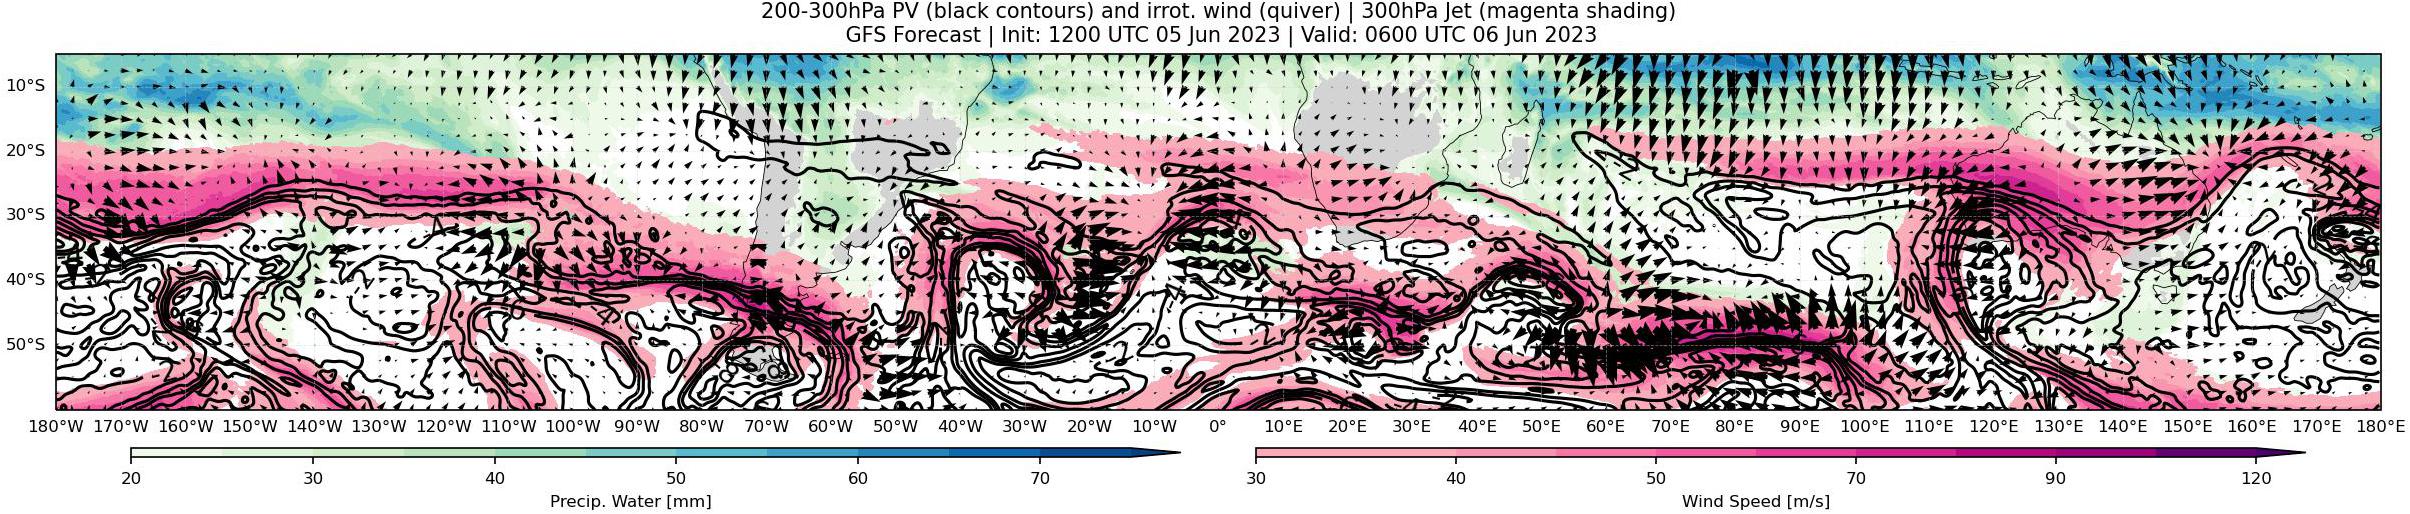 200-300hPa PV (black contours) and irrot. wind (quiver) | 300hPa Jet (magenta shading)
GFS Forecast | Init: 1200 UTC 05 Jun 2023 | Valid: 0600 UTC 06 Jun 2023
10°S
20°S
30°S
40°S
50°S
180°W 170°W 160°W 150°W 140°W 130°W 120°W 110°W 100°W 90°W 80°W 70°W 60°W 50°W 40°W 30°W 20°W 10°W 0° 10°E 20°E 30°E 40°E 50°E 60°E 70°E 80°E 90°E 100°E 110°E 120°E 130°E 140°E 150°E 160°E 170°E 180°E
20 30 40 50 60 70
Precip. Water [mm]
30 40 50 70 90 120
Wind Speed [m/s]